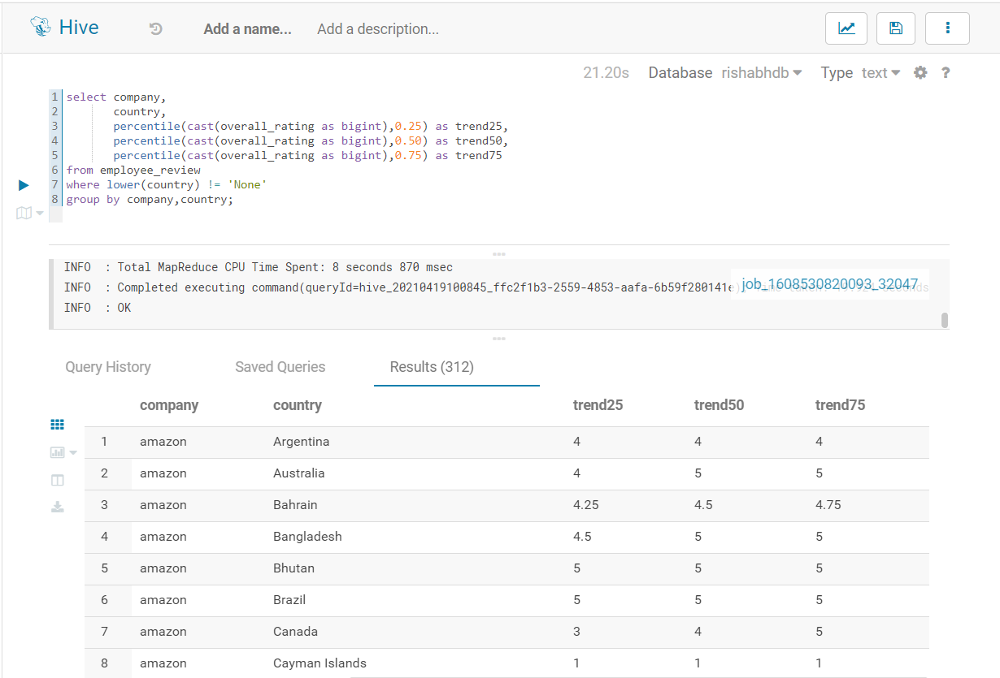 Hive Add a name... Add a description...
21.20s Database rishabhdb Type text ?
1 select company,
2 country,
3 percentile(cast(overall_rating as bigint),0.25) as trend25,
4 percentile(cast(overall_rating as bigint),0.50) as trend50,
5 percentile(cast(overall_rating as bigint),0.75) as trend75
6 from employee_review
7 where lower(country) != 'None'
8 group by company,country;
INFO : Total MapReduce CPU Time Spent: 8 seconds 870 msec
INFO : Completed executing command(queryId=hive_20210419100845_ffc2f1b3-2559-4853-aafa-6b59f280141e job_1608530820093_32047
INFO : OK
Query History Saved Queries Results (312)
company country trend25 trend50 trend75
1 amazon Argentina 4 4 4
2 amazon Australia 4 5 5
3 amazon Bahrain 4.25 4.5 4.75
4 amazon Bangladesh 4.5 5 5
5 amazon Bhutan 5 5 5
6 amazon Brazil 5 5 5
7 amazon Canada 3 4 5
8 amazon Cayman Islands 1 1 1